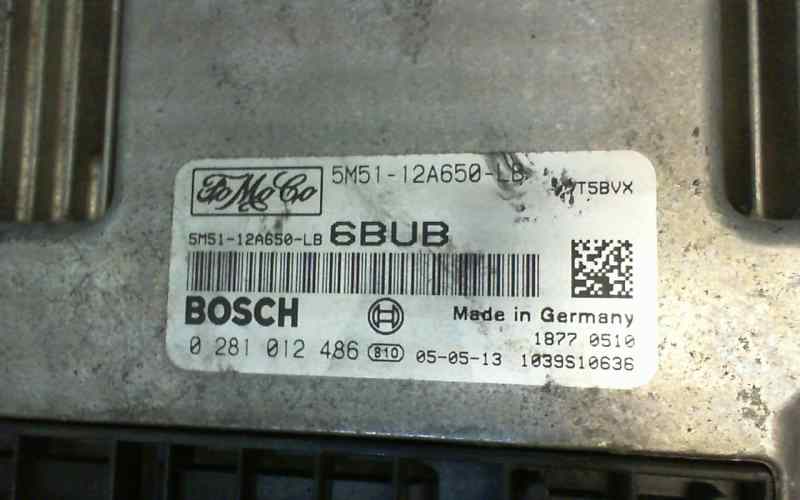 FoMoCo 5M51-12A650-LB T5BVX
5M51-12A650-LB 6BUB
BOSCH Made in Germany
1877 0510
0 281 012 486 810 05-05-13 1039S10636